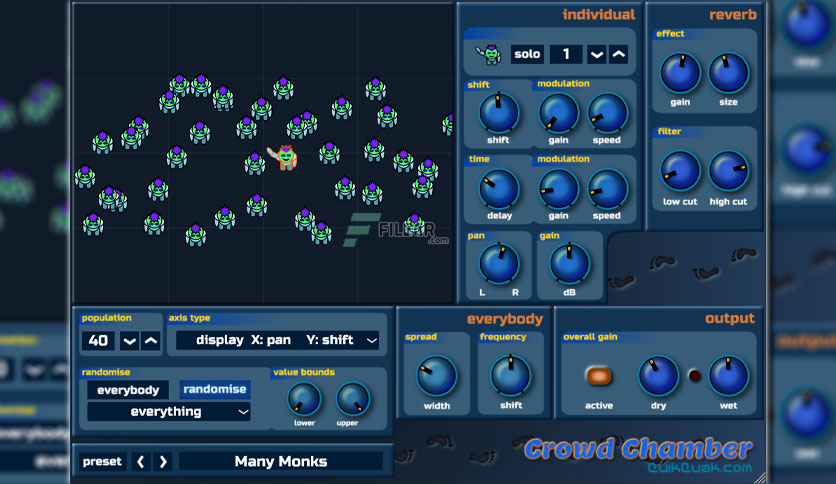 individual
solo 1
shift modulation
shift gain speed
time modulation
delay gain speed
pan gain
L R dB
reverb
effect
gain size
filter
low cut high cut
FILECR
.com
population axis type
40 display X: pan Y: shift
randomise value bounds
everybody randomise
everything
lower upper
everybody
spread frequency
width shift
output
overall gain
active dry wet
preset Many Monks
Crowd Chamber
QuikQuak.com